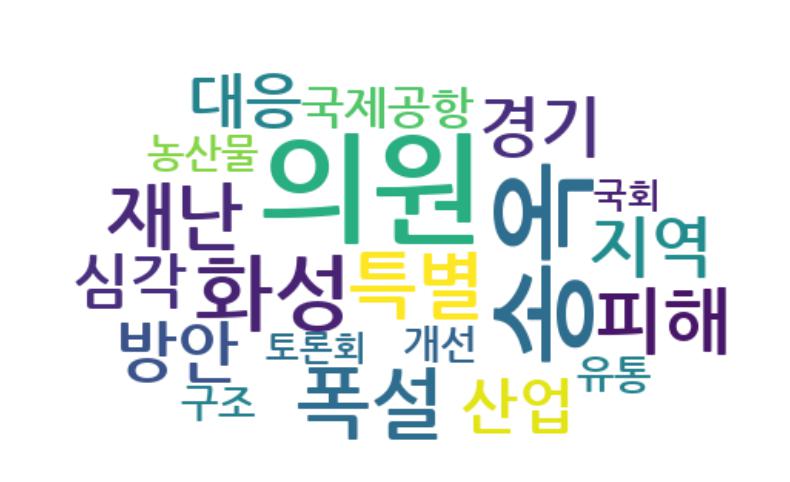 대응
국제공항
경기
농산물
의원
송옥
국회
재난
지역
심각
화성
특별
피해
방안
토론회
개선
유통
구조
폭설
산업